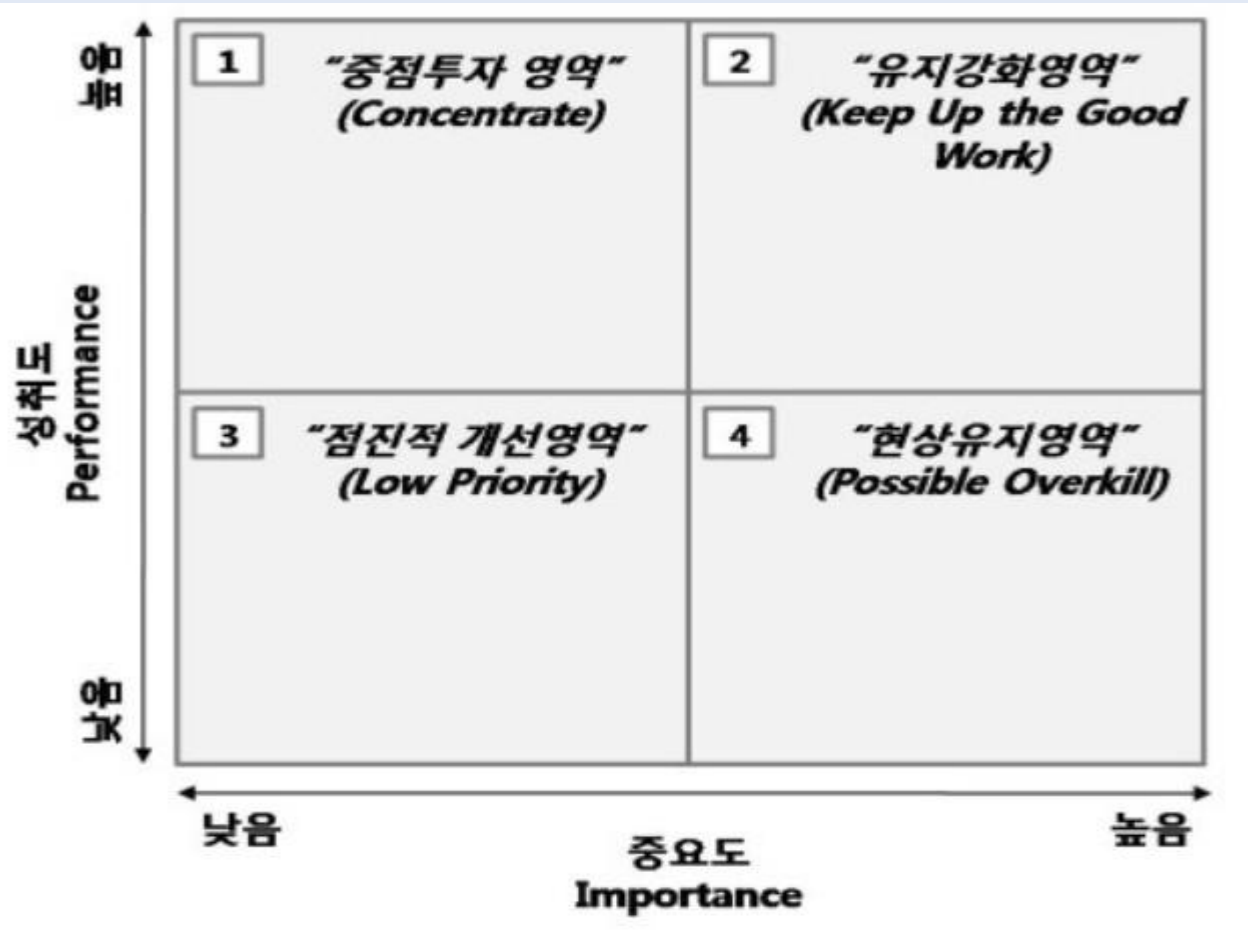 높음
1
“중점투자 영역”
(Concentrate)
2
“유지강화영역”
(Keep Up the Good
Work)
성취도
Performance
3
“점진적 개선영역”
(Low Priority)
4
“현상유지영역”
(Possible Overkill)
낮음
낮음
높음
중요도
Importance